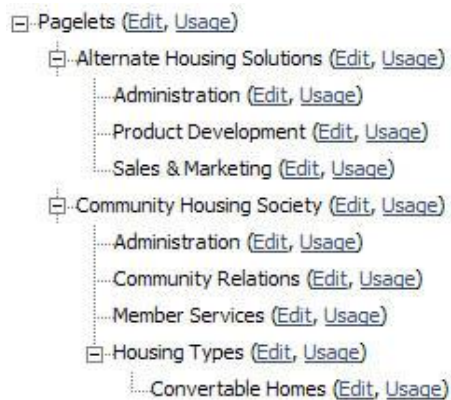 Pagelets (Edit, Usage)
Alternate Housing Solutions (Edit, Usage)
Administration (Edit, Usage)
Product Development (Edit, Usage)
Sales & Marketing (Edit, Usage)
Community Housing Society (Edit, Usage)
Administration (Edit, Usage)
Community Relations (Edit, Usage)
Member Services (Edit, Usage)
Housing Types (Edit, Usage)
Convertable Homes (Edit, Usage)